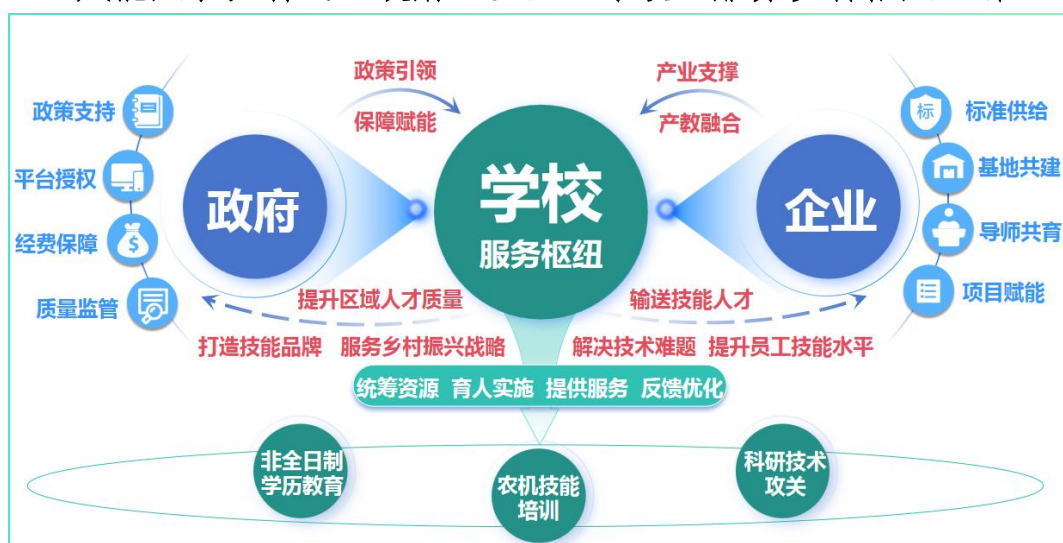 政策引领
产业支撑
保障赋能
产教融合
政策支持
平台授权
经费保障
质量监管
政府
学校
服务枢纽
企业
标
标准供给
基地共建
导师共育
项目赋能
提升区域人才质量
输送技能人才
打造技能品牌 服务乡村振兴战略
解决技术难题 提升员工技能水平
统筹资源 育人实施 提供服务 反馈优化
非全日制
学历教育
农机技能
培训
科研技术
攻关